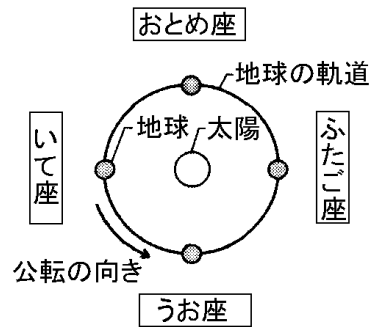 おとめ座
地球の軌道
地球
太陽
いて座
ふたご座
公転の向き
うお座